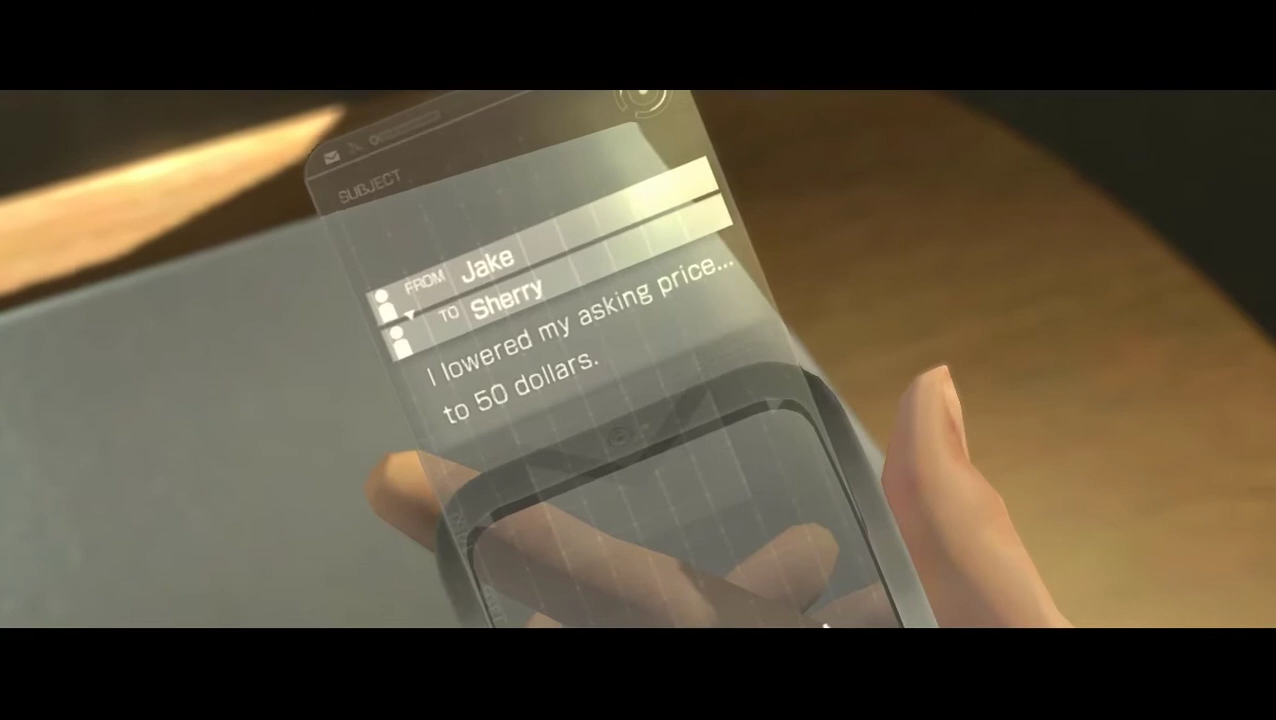 SUBJECT
FROM Jake
TO Sherry
I lowered my asking price...
to 50 dollars.